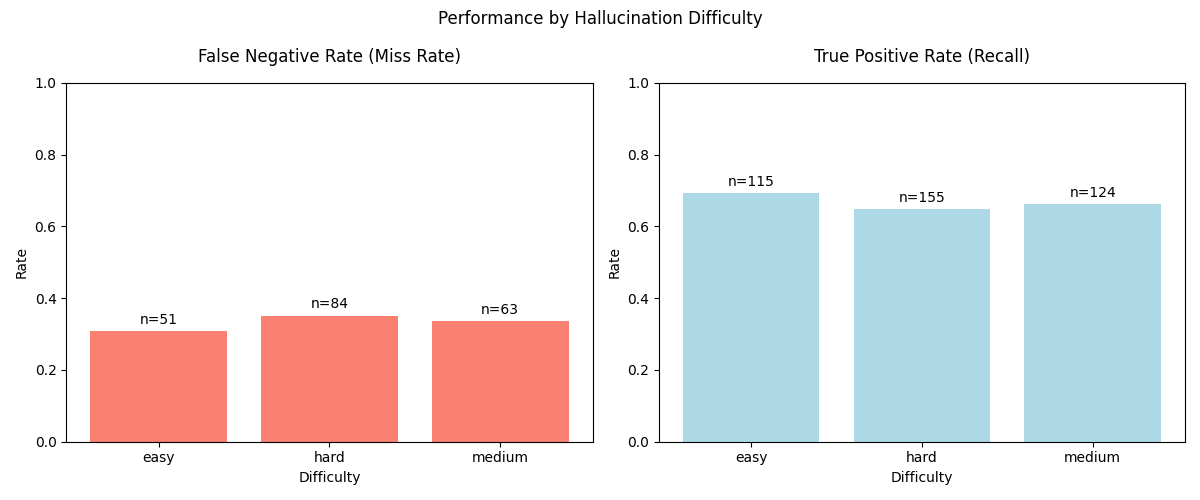 Performance by Hallucination Difficulty
False Negative Rate (Miss Rate)
1.0
0.8
0.6
0.4
0.2
0.0
Rate
n=51
n=84
n=63
easy
hard
medium
Difficulty
True Positive Rate (Recall)
1.0
0.8
0.6
0.4
0.2
0.0
Rate
n=115
n=155
n=124
easy
hard
medium
Difficulty